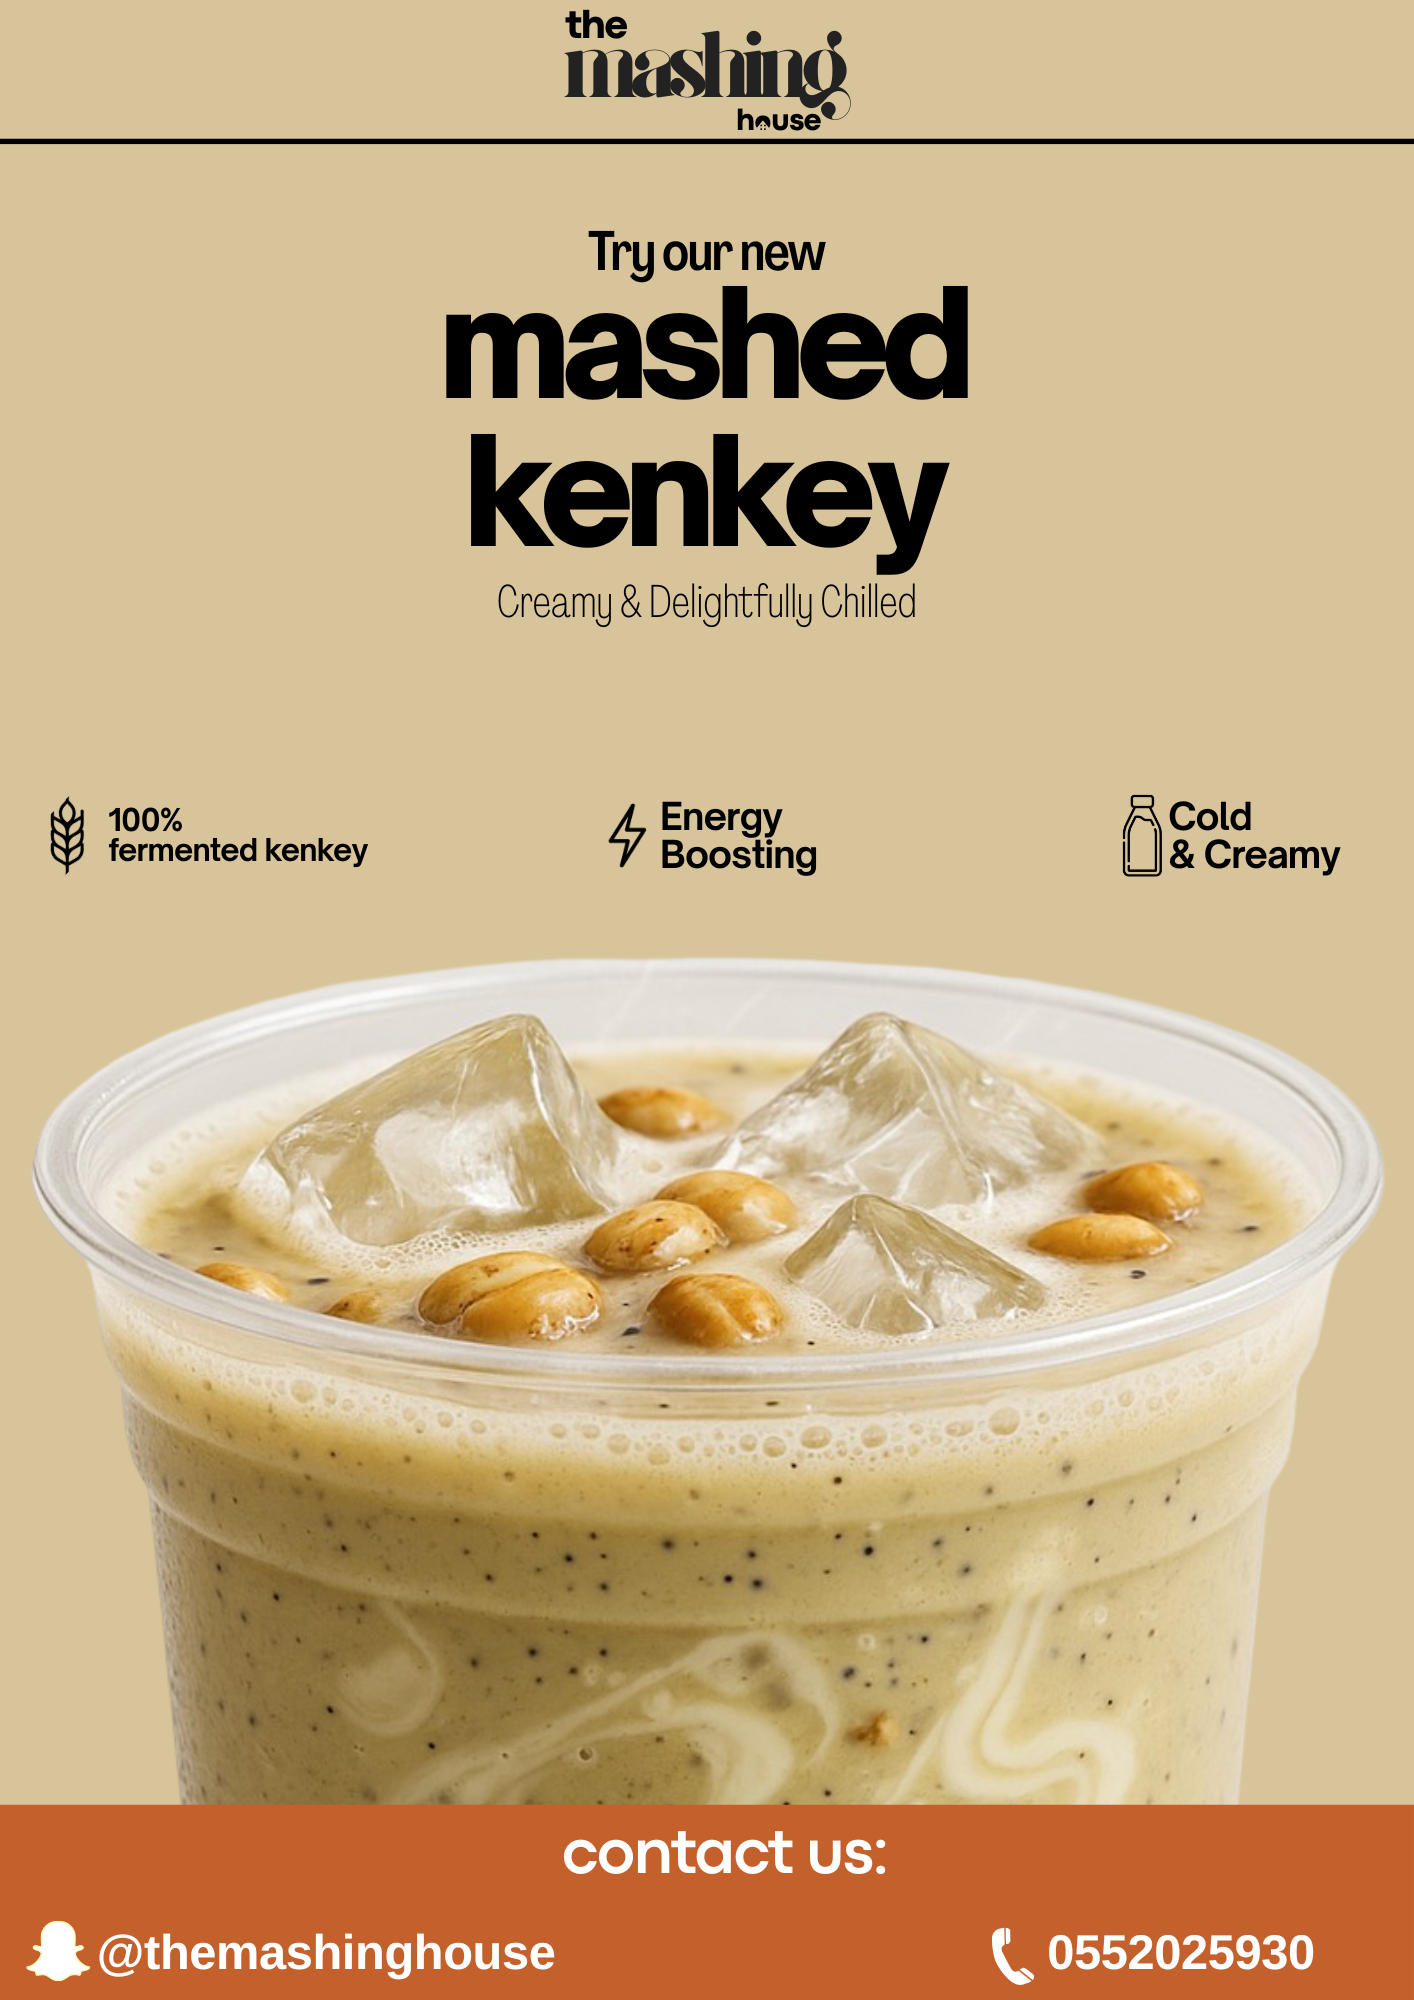 the
mashing
house
Try our new
mashed
kenkey
Creamy & Delightfully Chilled
100%
fermented kenkey
Energy
Boosting
Cold
& Creamy
contact us:
@themashinghouse
0552025930